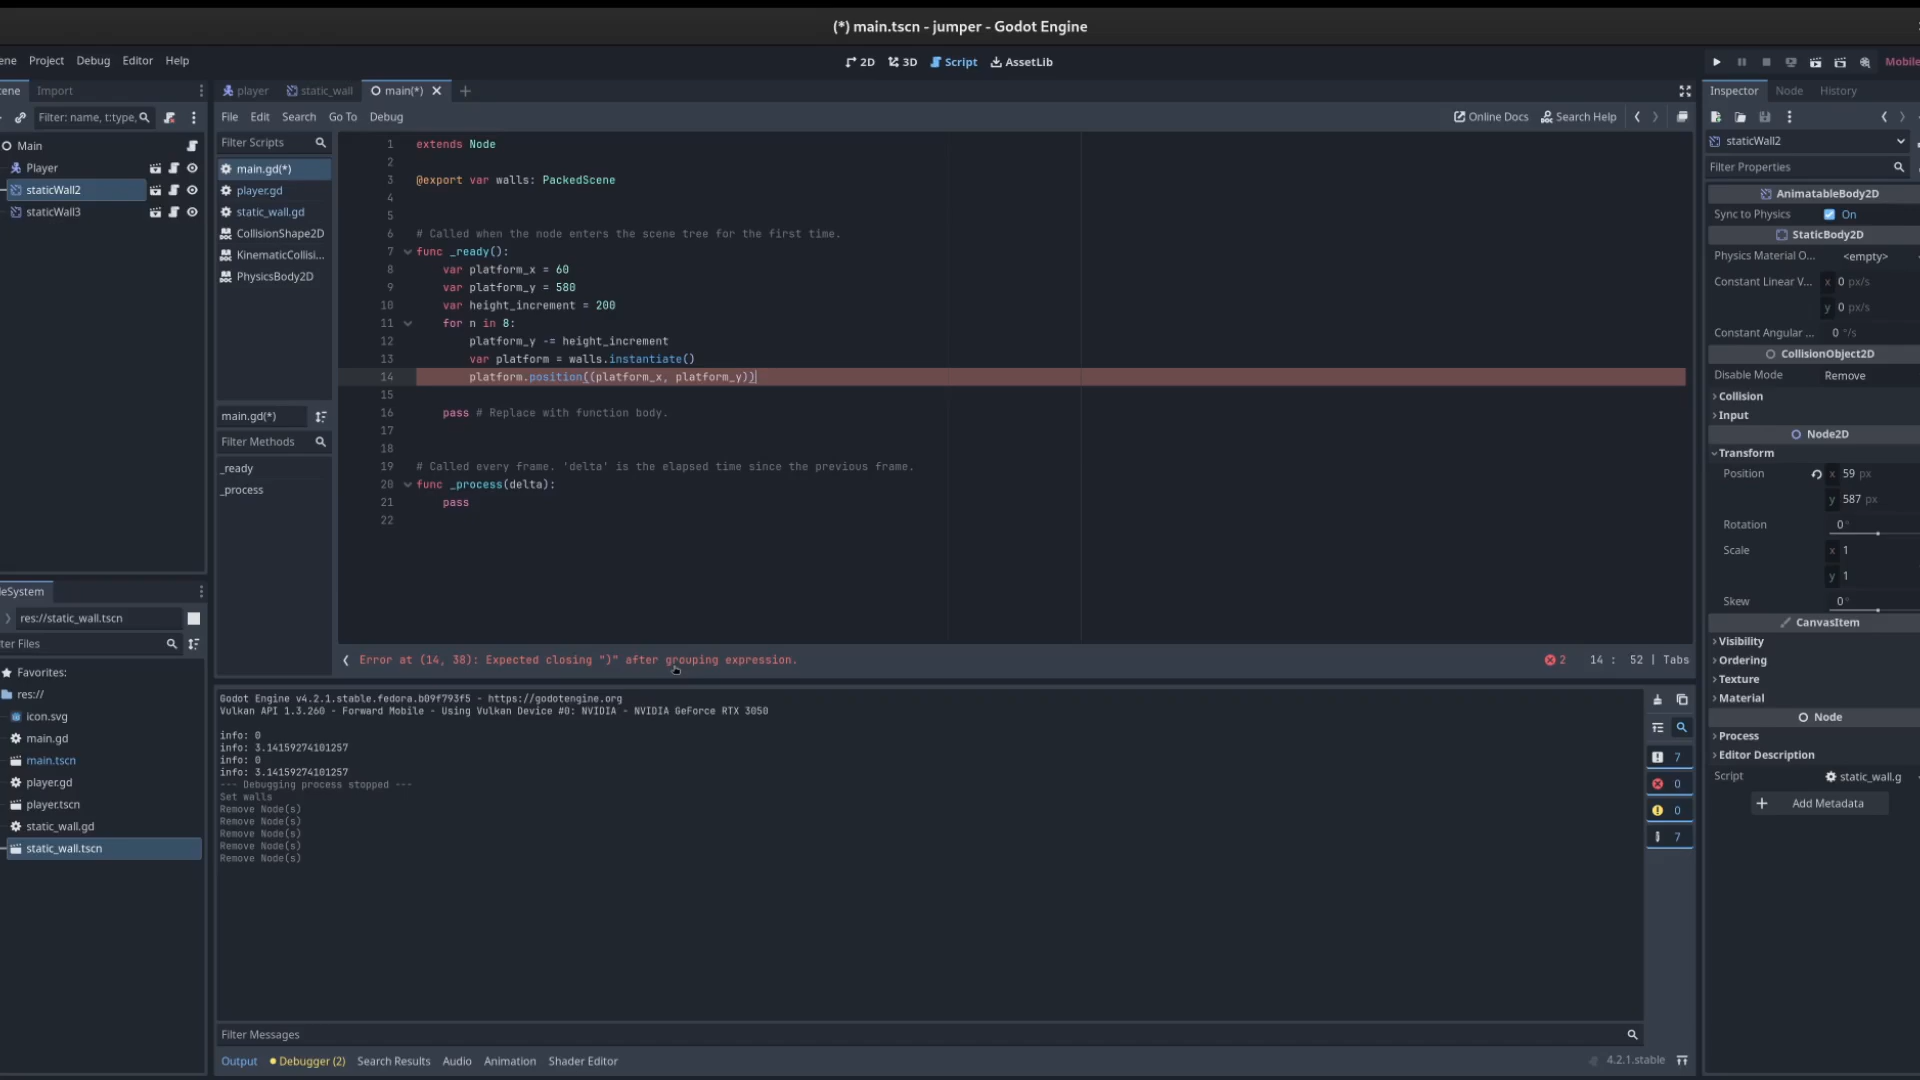 (*) main.tscn - jumper - Godot Engine
ene Project Debug Editor Help
2D 3D Script AssetLib
Mobile
ene Import
Filter: name, t:type,
Main
Player
staticWall2
staticWall3
player static_wall main(*)
File Edit Search Go To Debug
Online Docs Search Help
Filter Scripts
main.gd(*)
player.gd
static_wall.gd
CollisionShape2D
KinematicCollisi...
PhysicsBody2D
main.gd(*)
Filter Methods
_ready
_process
1 extends Node
2
3 @export var walls: PackedScene
4
5
6 # Called when the node enters the scene tree for the first time.
7 func _ready():
8 var platform_x = 60
9 var platform_y = 580
10 var height_increment = 200
11 for n in 8:
12 platform_y -= height_increment
13 var platform = walls.instantiate()
14 platform.position((platform_x, platform_y))
15
16 pass # Replace with function body.
17
18
19 # Called every frame. 'delta' is the elapsed time since the previous frame.
20 func _process(delta):
21 pass
22
Error at (14, 38): Expected closing ")" after grouping expression.
2 14 : 52 | Tabs
eSystem
res://static_wall.tscn
ter Files
Favorites:
res://
icon.svg
main.gd
main.tscn
player.gd
player.tscn
static_wall.gd
static_wall.tscn
Godot Engine v4.2.1.stable.fedora.b09f793f5 - https://godotengine.org
Vulkan API 1.3.260 - Forward Mobile - Using Vulkan Device #0: NVIDIA - NVIDIA GeForce RTX 3050
info: 0
info: 3.14159274101257
info: 0
info: 3.14159274101257
--- Debugging process stopped ---
Set walls
Remove Node(s)
Remove Node(s)
Remove Node(s)
Remove Node(s)
Remove Node(s)
7
0
0
7
Filter Messages
Output Debugger (2) Search Results Audio Animation Shader Editor
4.2.1.stable
Inspector Node History
staticWall2
Filter Properties
AnimatableBody2D
Sync to Physics On
StaticBody2D
Physics Material O... <empty>
Constant Linear V... x 0 px/s
y 0 px/s
Constant Angular ... 0 °/s
CollisionObject2D
Disable Mode Remove
Collision
Input
Node2D
Transform
Position x 59 px
y 587 px
Rotation 0°
Scale x 1
y 1
Skew 0°
CanvasItem
Visibility
Ordering
Texture
Material
Node
Process
Editor Description
Script static_wall.g
Add Metadata